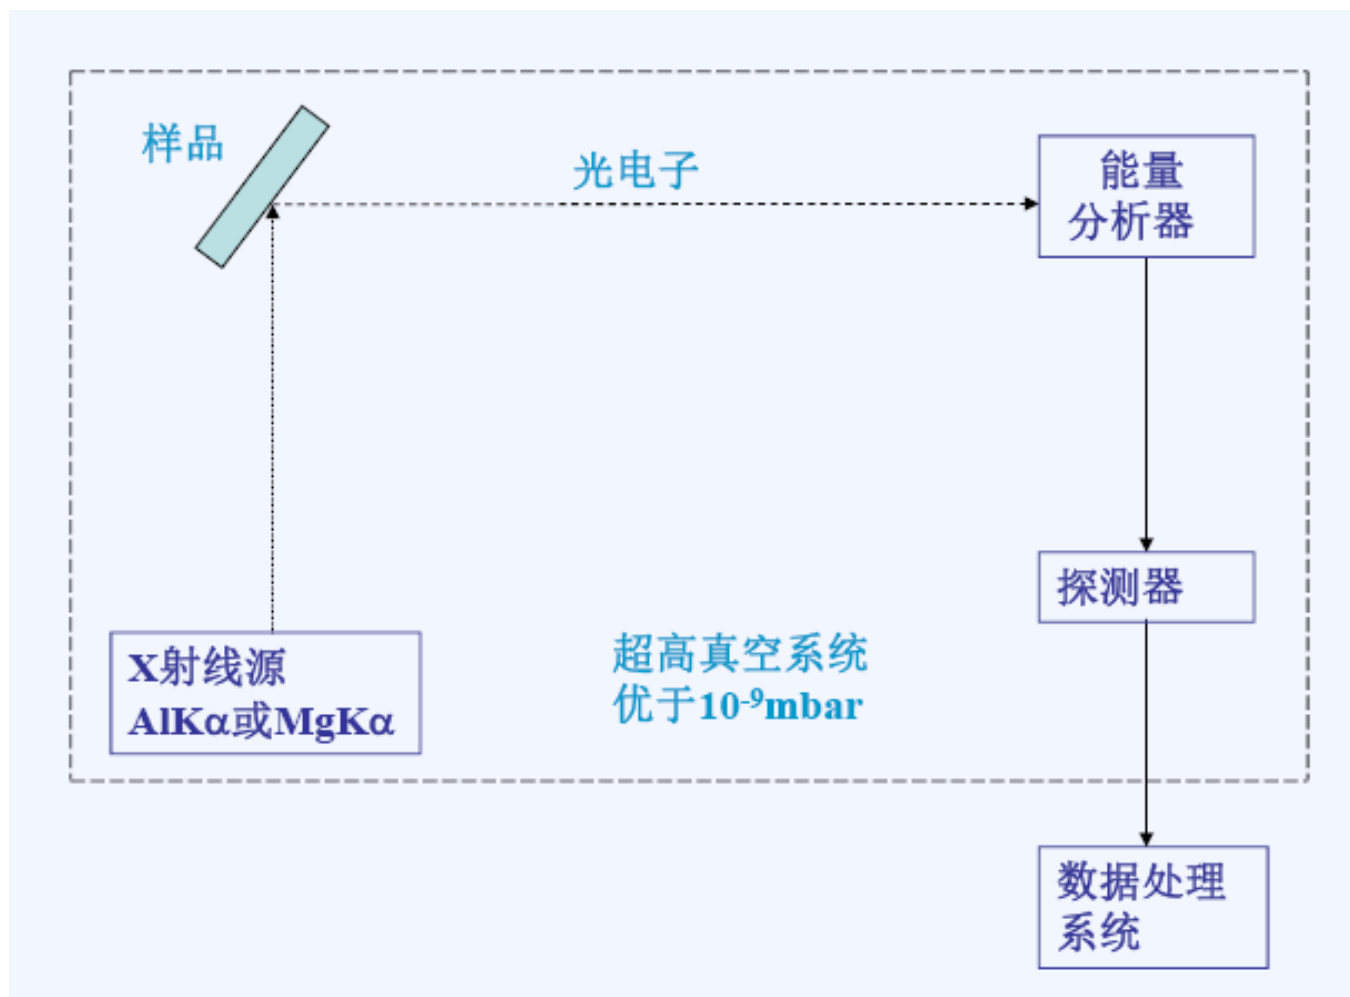 样品
光电子
能量
分析器
探测器
X射线源
AlKα或MgKα
超高真空系统
优于10⁻⁹mbar
数据处理
系统